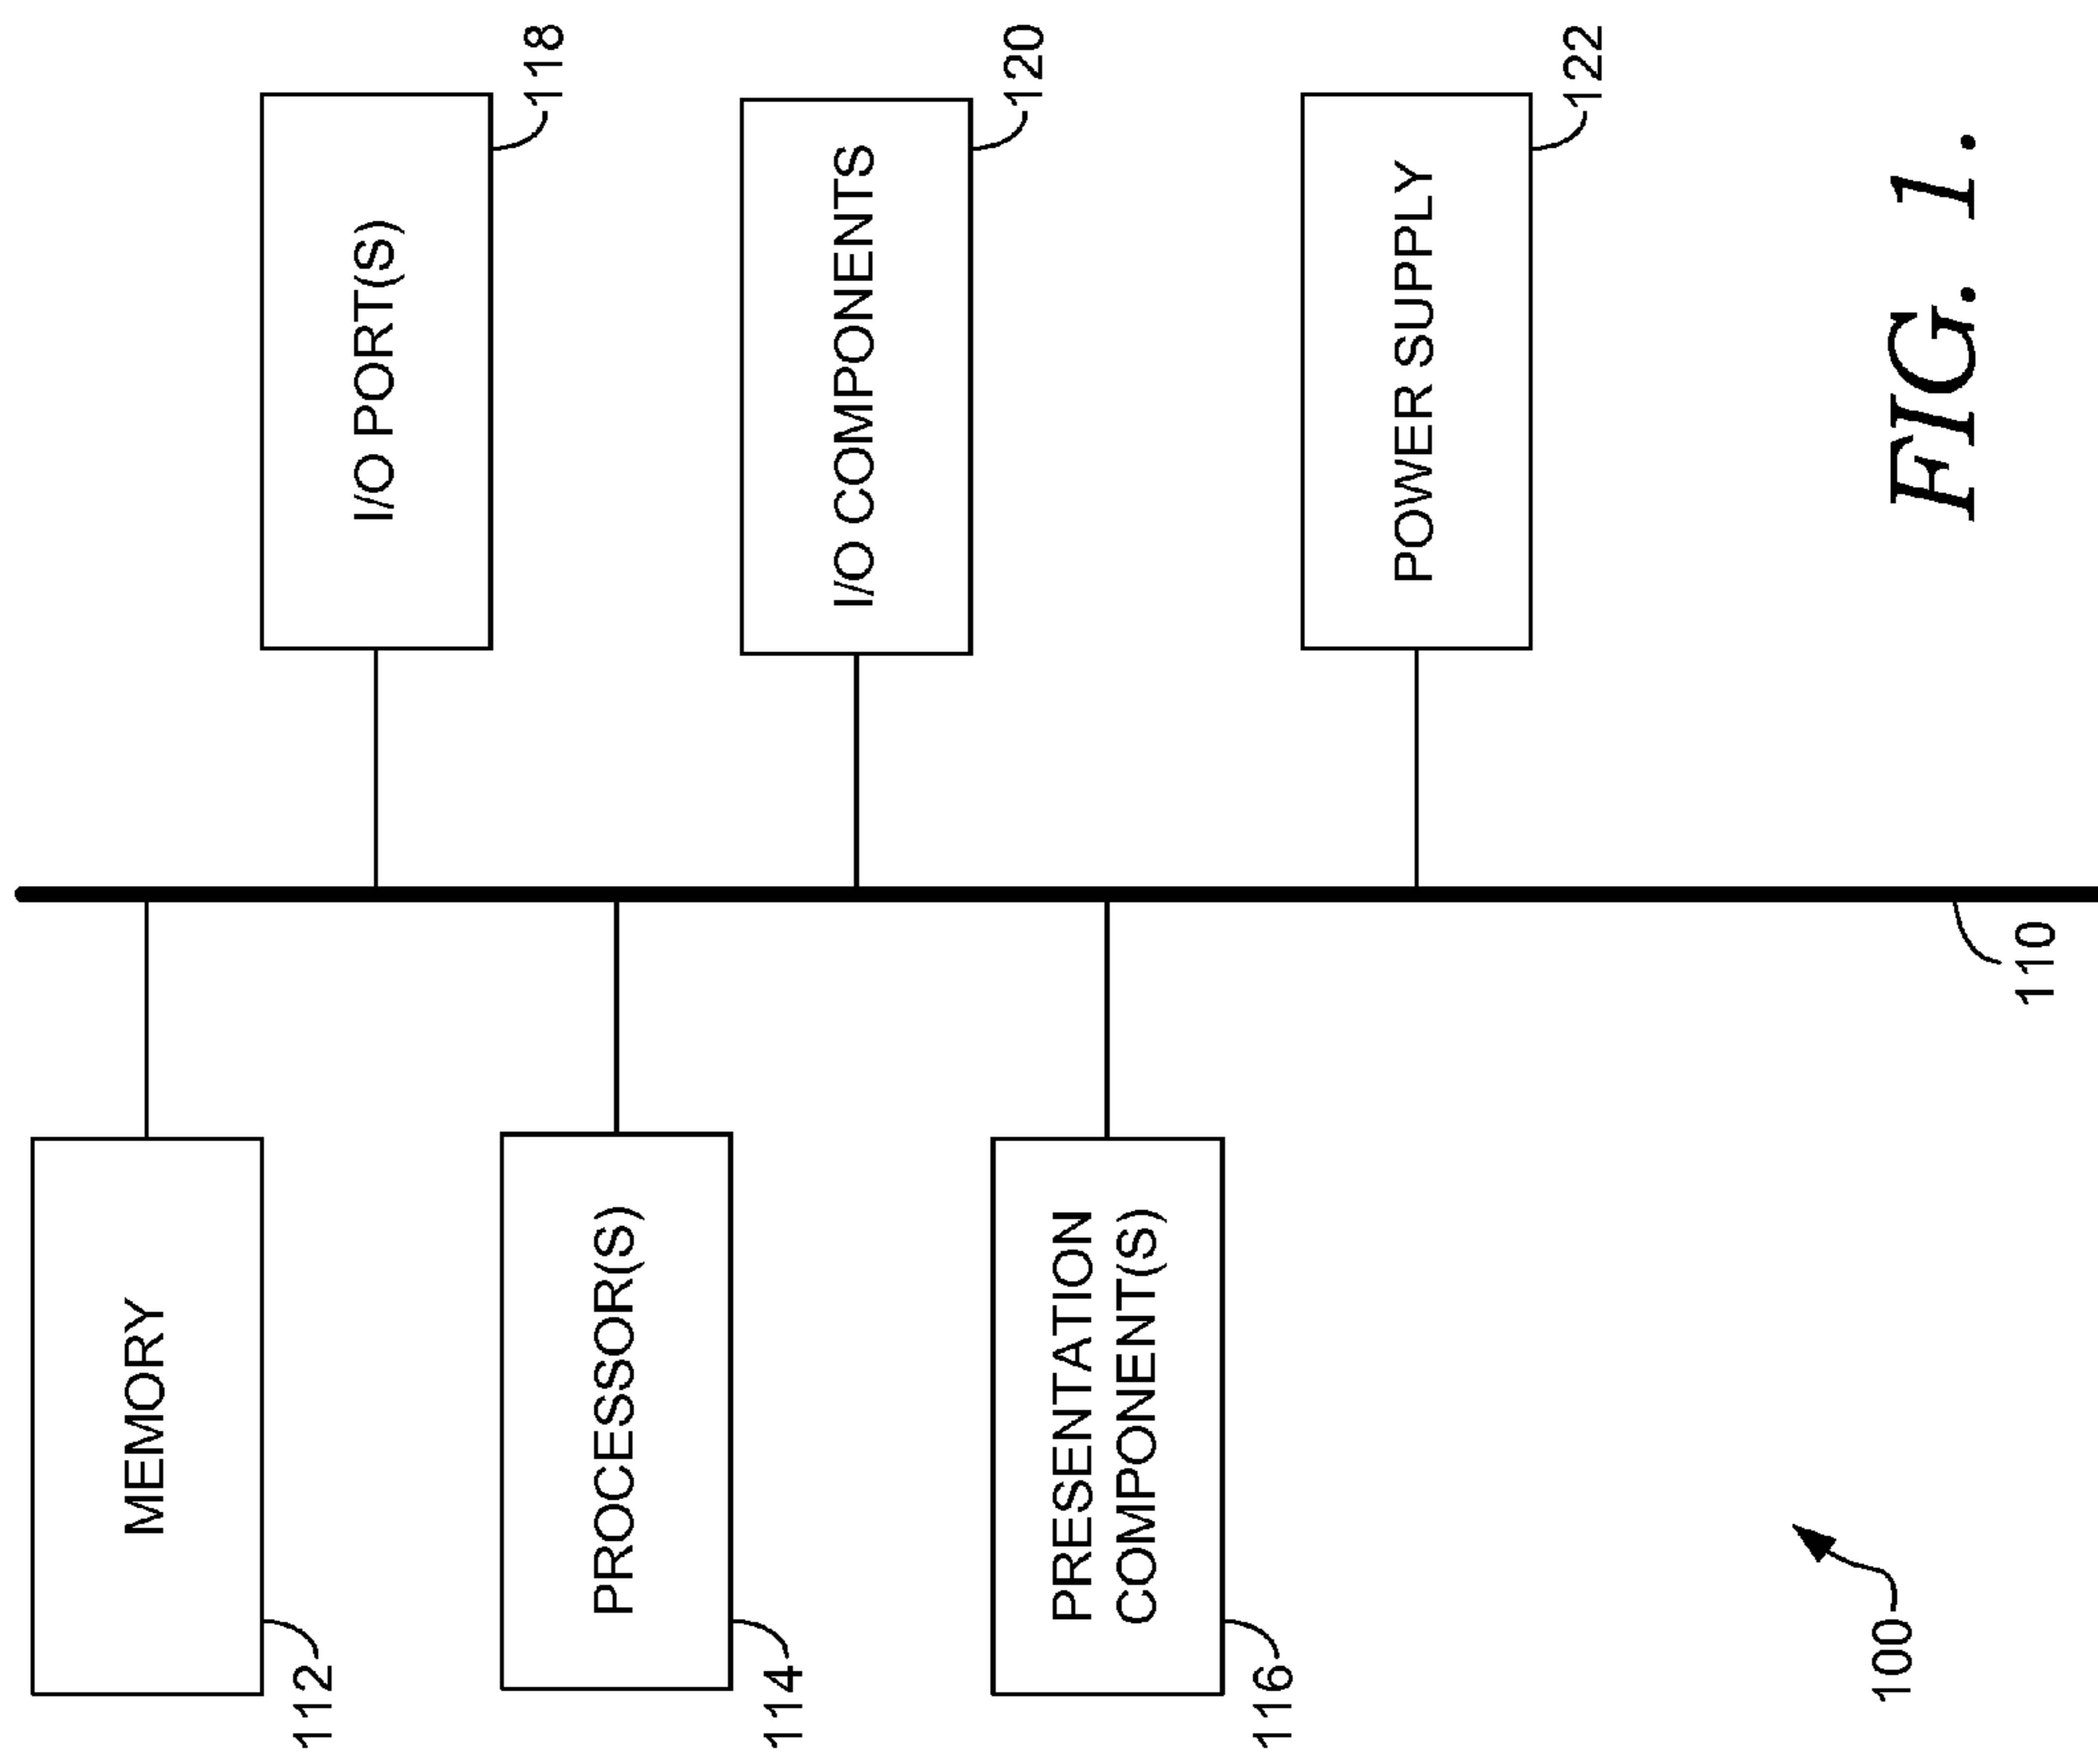 MEMORY
112
I/O PORT(S)
118
PROCESSOR(S)
114
I/O COMPONENTS
120
PRESENTATION
COMPONENT(S)
116
POWER SUPPLY
122
110
100
FIG. 1.